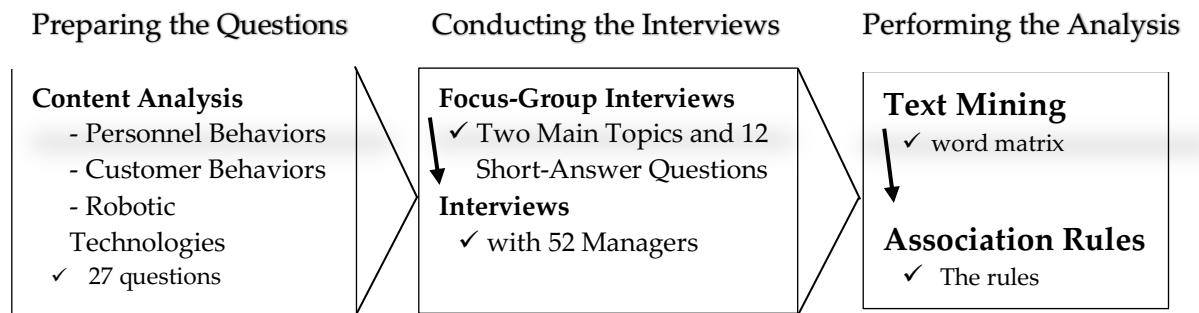 Preparing the Questions
Content Analysis
- Personnel Behaviors
- Customer Behaviors
- Robotic
Technologies
✓ 27 questions
Conducting the Interviews
Focus-Group Interviews
✓ Two Main Topics and 12
Short-Answer Questions
Interviews
✓ with 52 Managers
Performing the Analysis
Text Mining
✓ word matrix
Association Rules
✓ The rules